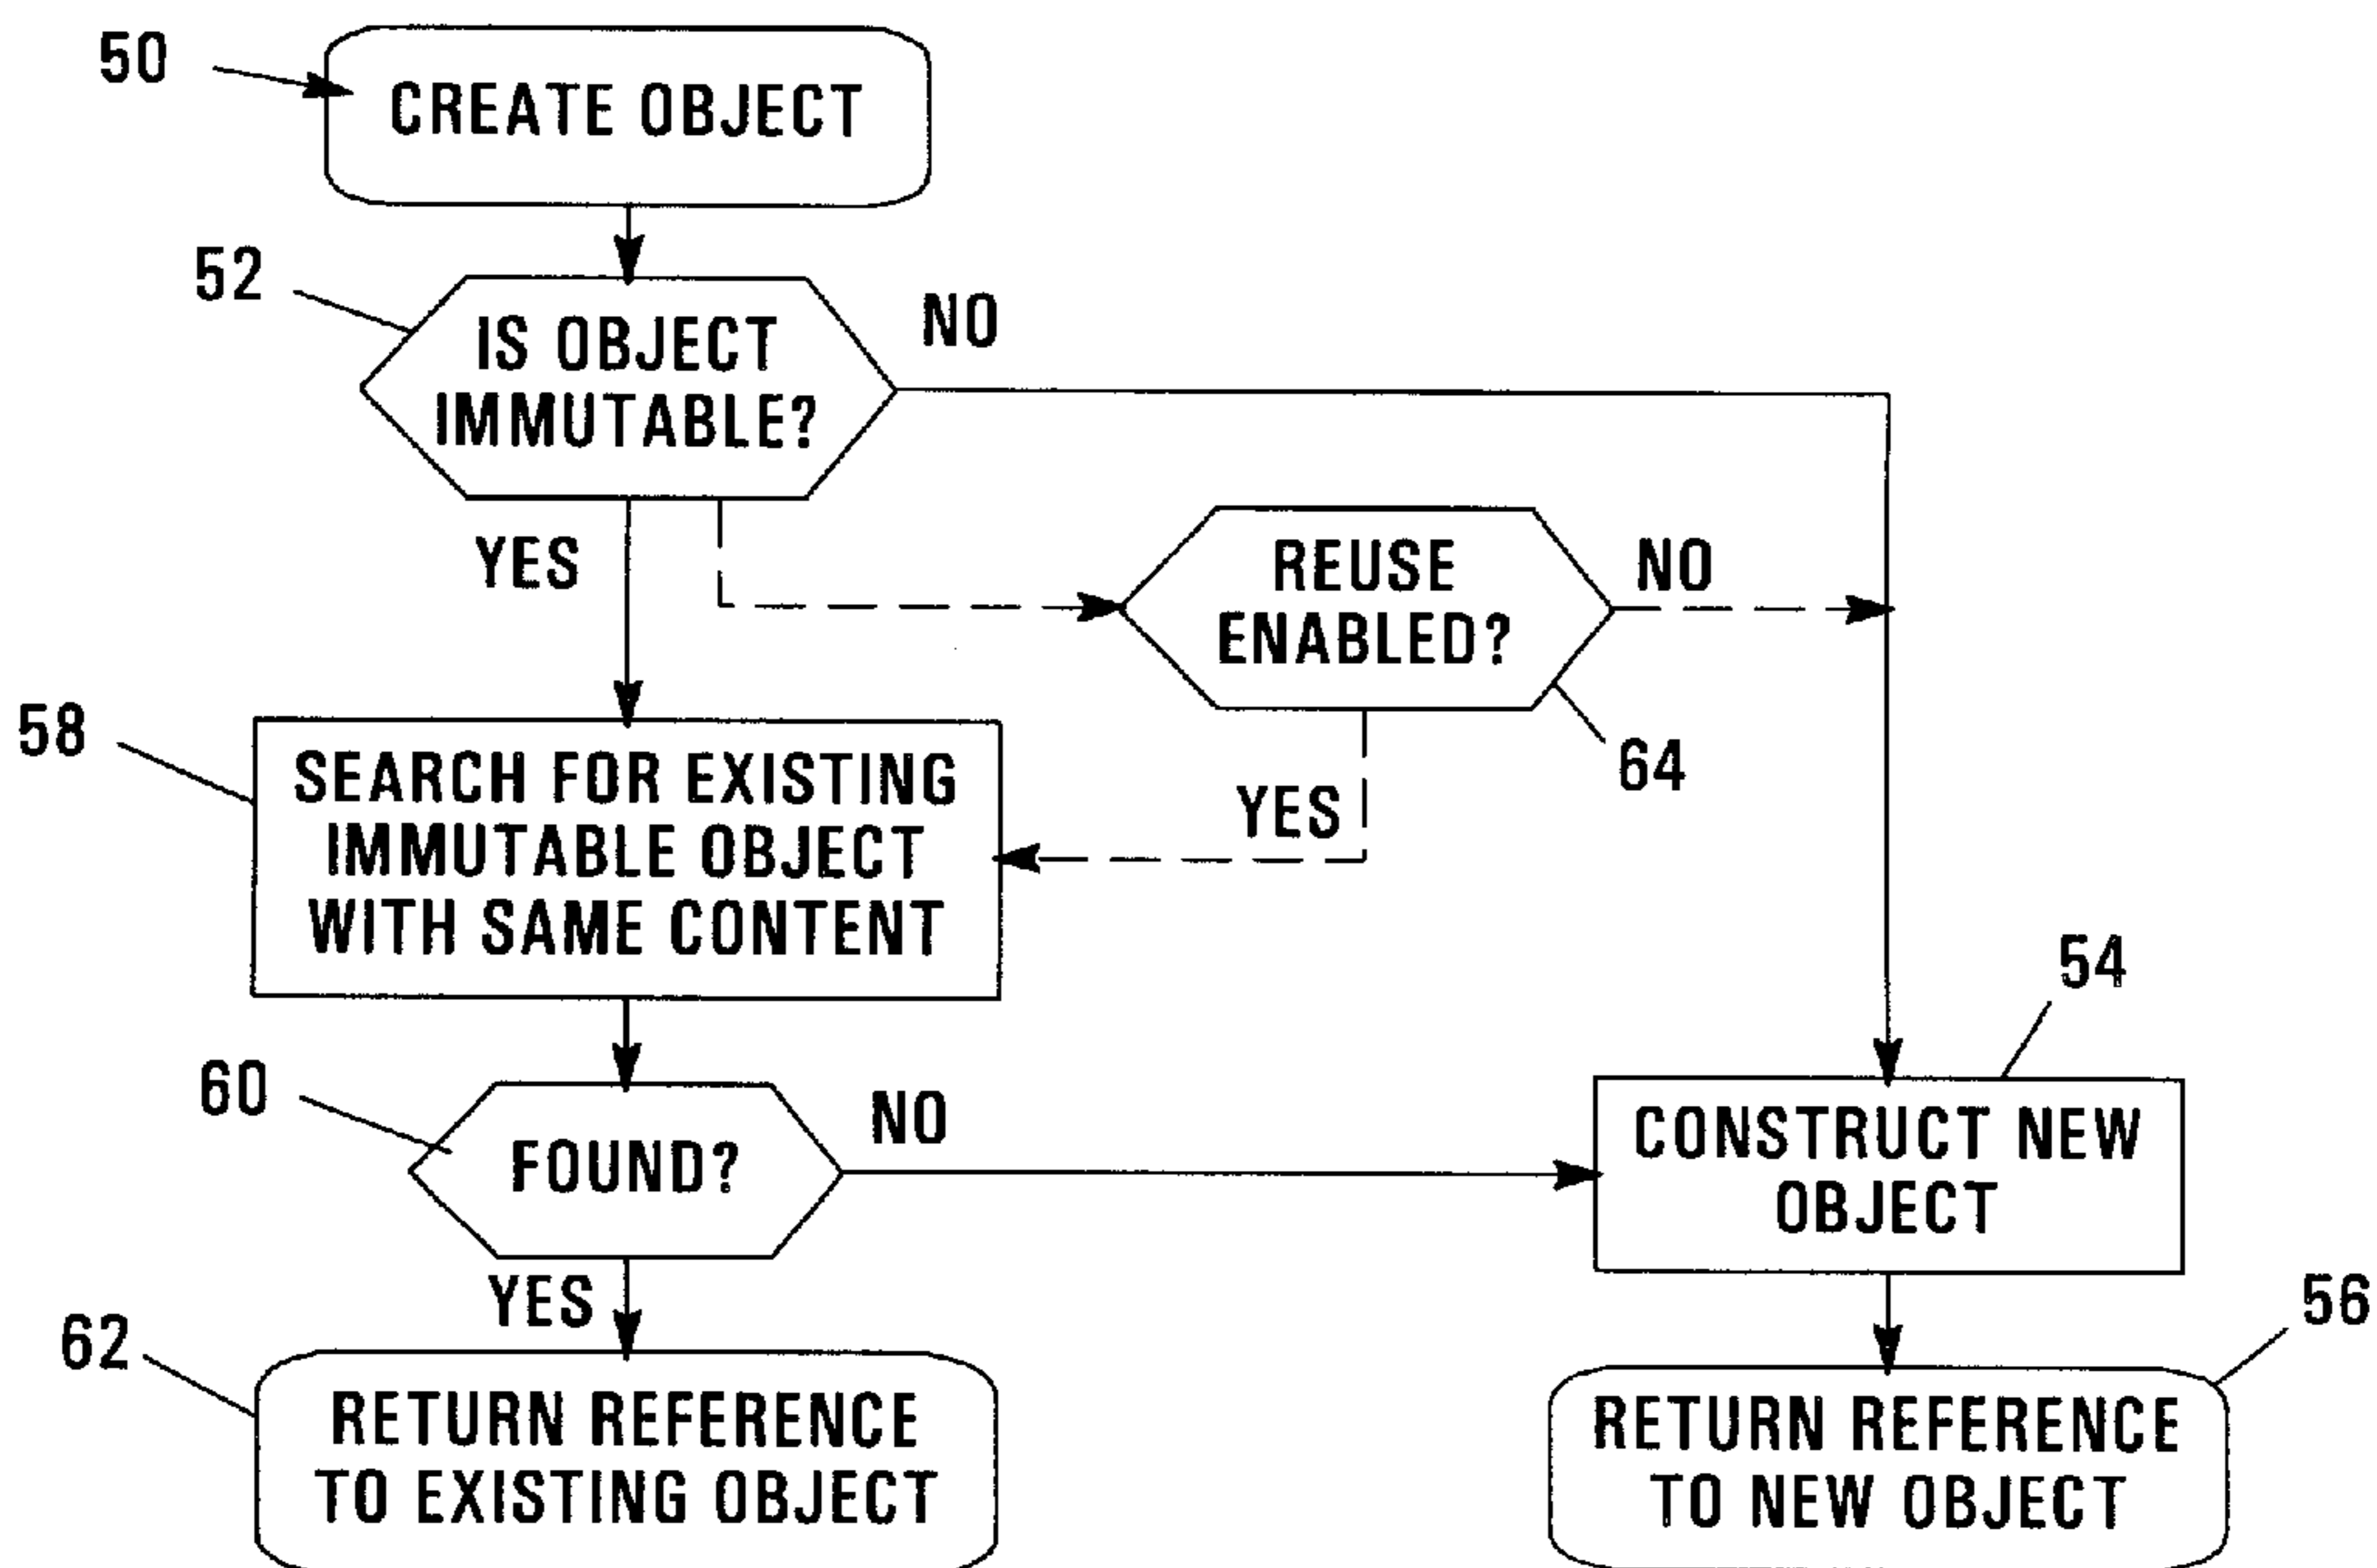 50
CREATE OBJECT
52
IS OBJECT
IMMUTABLE?
NO
YES
REUSE
ENABLED?
NO
64
YES
58
SEARCH FOR EXISTING
IMMUTABLE OBJECT
WITH SAME CONTENT
54
60
FOUND?
NO
CONSTRUCT NEW
OBJECT
YES
56
62
RETURN REFERENCE
TO EXISTING OBJECT
RETURN REFERENCE
TO NEW OBJECT